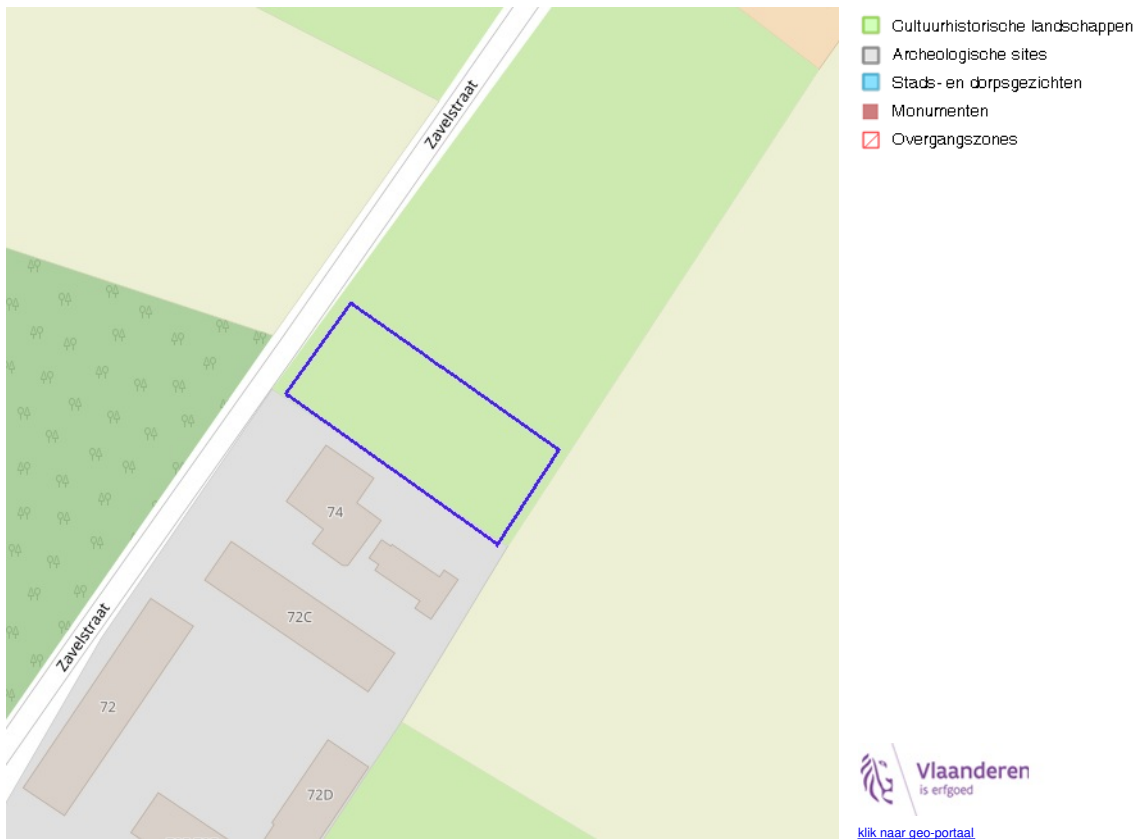 Zavelstraat
Zavelstraat
74
72C
72
72D
Cultuurhistorische landschappen
Archeologische sites
Stads- en dorpsgezichten
Monumenten
Overgangszones
Vlaanderen
is erfgoed
klik naar geo-portaal